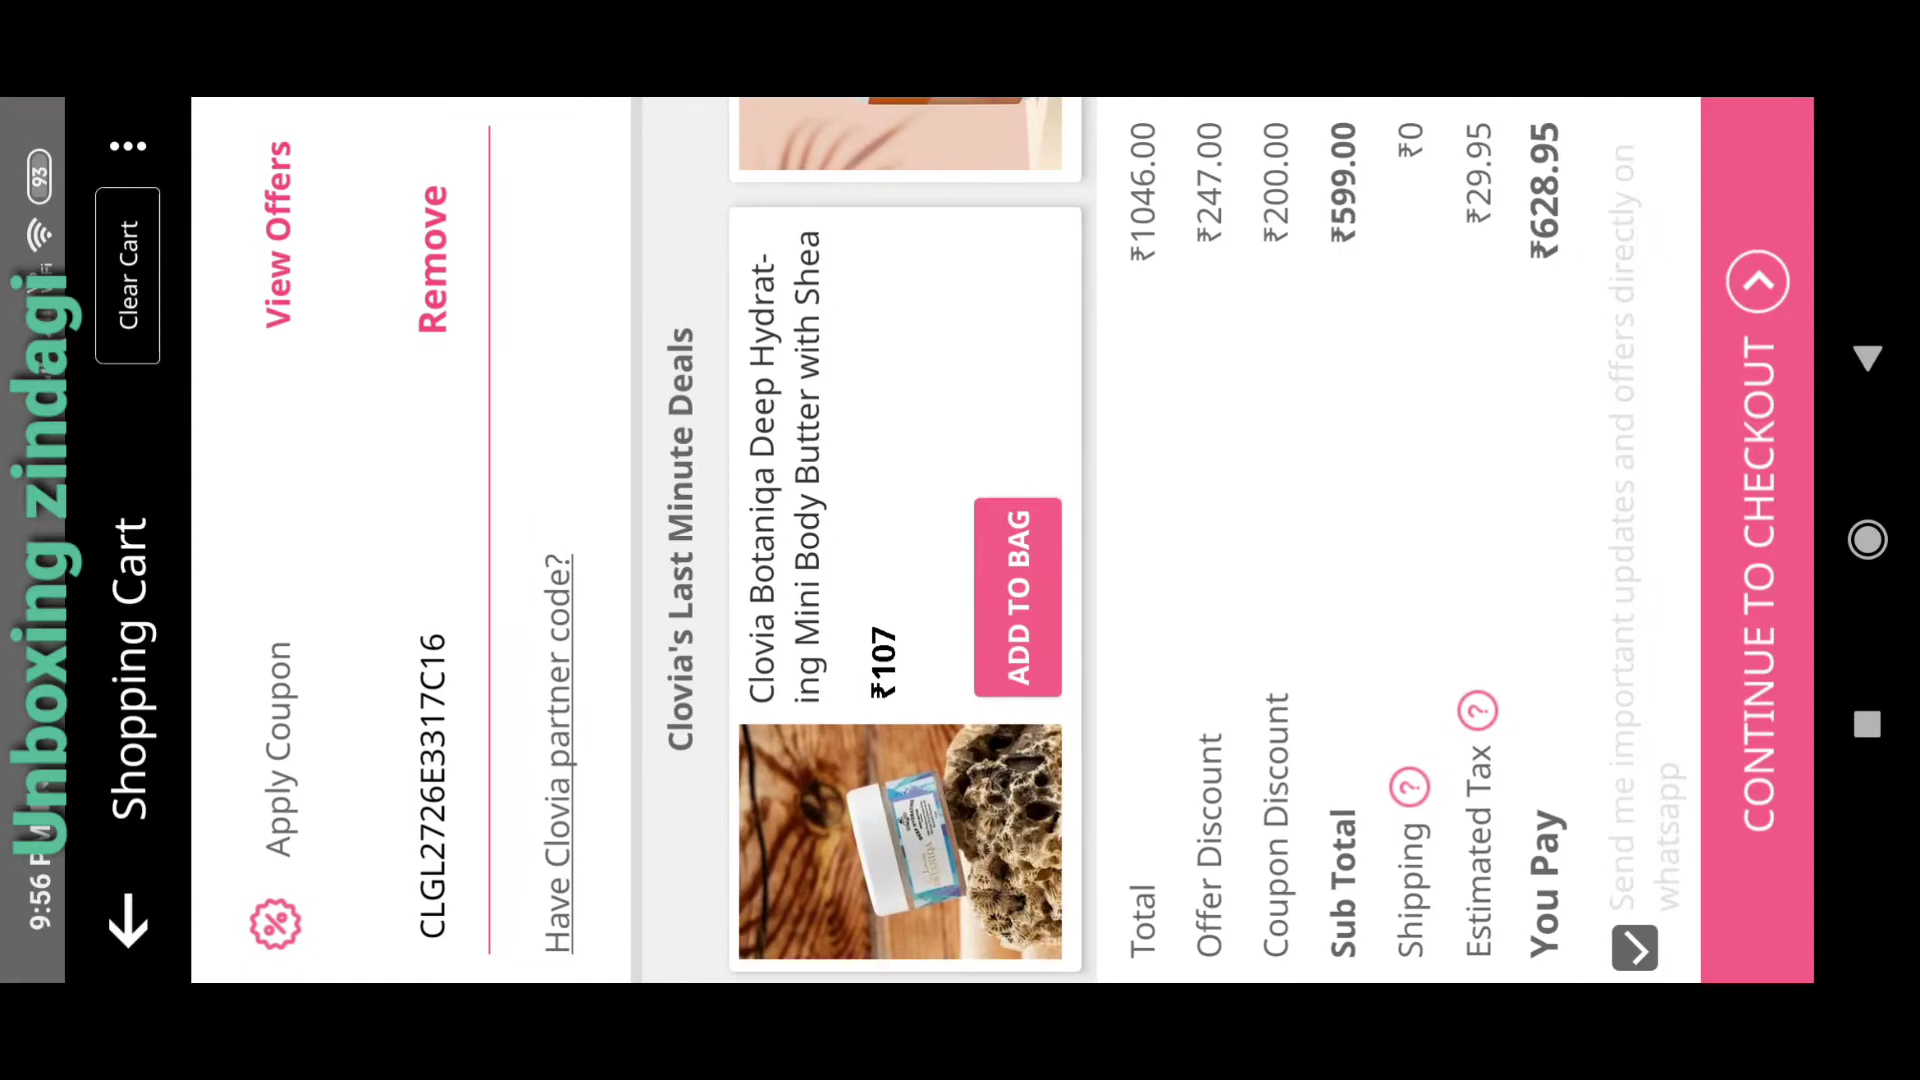 9:56
93
Unboxing zindagi
Shopping Cart
Clear Cart
Apply Coupon
View Offers
CLGL2726E3317C16
Remove
Have Clovia partner code?
Clovia's Last Minute Deals
Clovia Botaniqa Deep Hydrat-
ing Mini Body Butter with Shea
₹107
ADD TO BAG
Total ₹1046.00
Offer Discount ₹247.00
Coupon Discount ₹200.00
Sub Total ₹599.00
Shipping ? ₹0
Estimated Tax ? ₹29.95
You Pay ₹628.95
Send me important updates and offers directly on
whatsapp
CONTINUE TO CHECKOUT